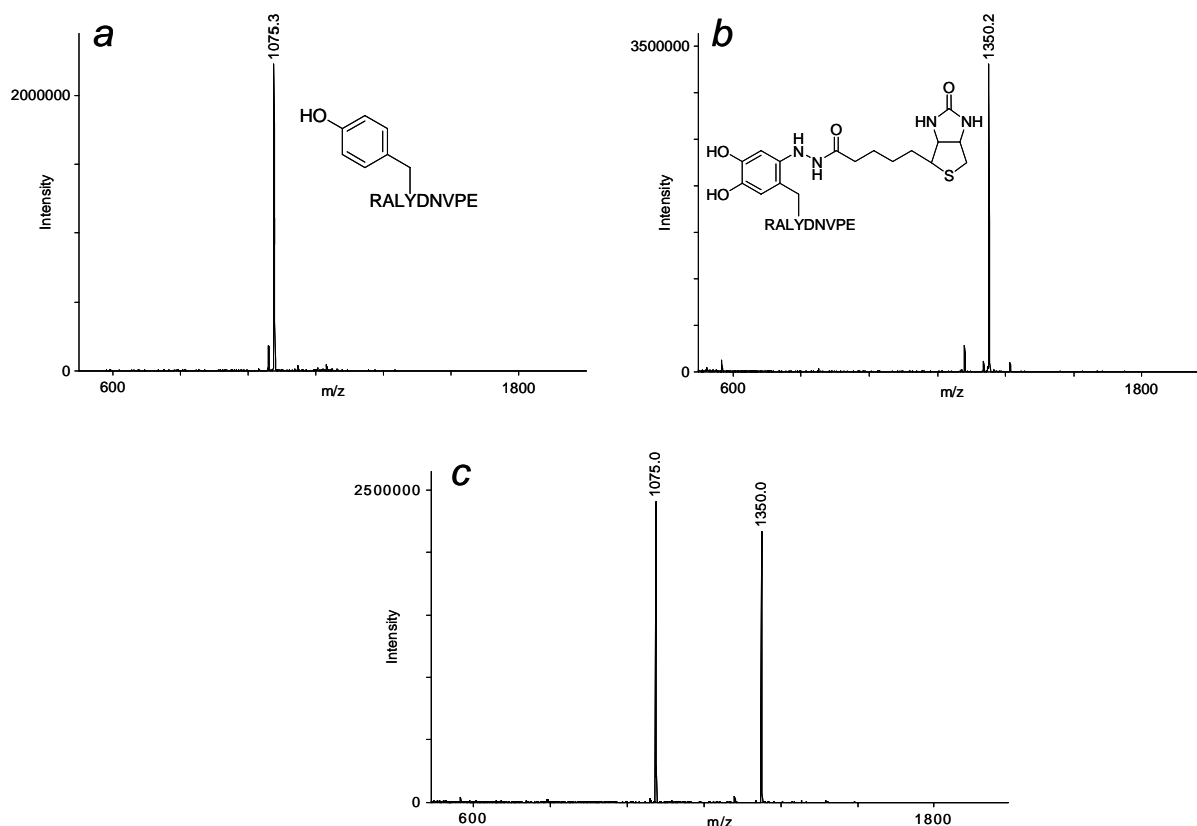 a
1075.3
2000000
HO
RALYDNVPE
Intensity
0
600
1800
m/z
b
1350.2
3500000
O
HN
NH
S
H
N
N
H
O
HO
HO
RALYDNVPE
Intensity
0
600
1800
m/z
c
1075.0
1350.0
2500000
Intensity
0
600
1800
m/z